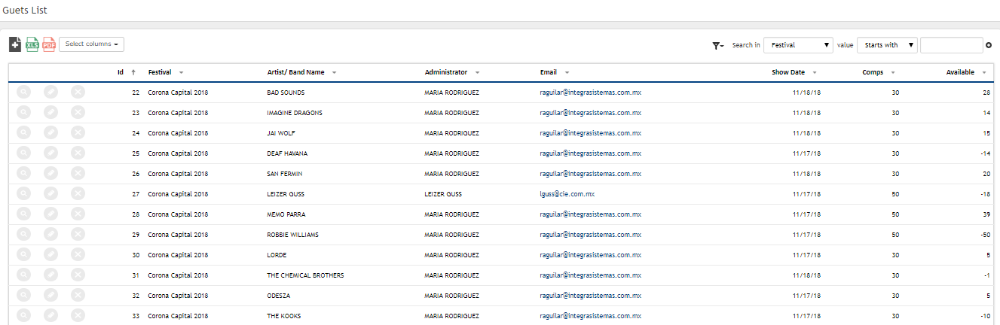 Guets List
XLS PDF Select columns Search in Festival value Starts with
Id Festival Artist/ Band Name Administrator Email Show Date Comps Available
22 Corona Capital 2018 BAD SOUNDS MARIA RODRIGUEZ raguilar@integrasistemas.com.mx 11/18/18 30 28
23 Corona Capital 2018 IMAGINE DRAGONS MARIA RODRIGUEZ raguilar@integrasistemas.com.mx 11/18/18 30 14
24 Corona Capital 2018 JAI WOLF MARIA RODRIGUEZ raguilar@integrasistemas.com.mx 11/18/18 30 15
25 Corona Capital 2018 DEAF HAVANA MARIA RODRIGUEZ raguilar@integrasistemas.com.mx 11/17/18 30 -14
26 Corona Capital 2018 SAN FERMIN MARIA RODRIGUEZ raguilar@integrasistemas.com.mx 11/18/18 30 20
27 Corona Capital 2018 LEIZER GUSS LEIZER GUSS lguss@cie.com.mx 11/17/18 50 -18
28 Corona Capital 2018 MEMO PARRA MARIA RODRIGUEZ raguilar@integrasistemas.com.mx 11/17/18 50 39
29 Corona Capital 2018 ROBBIE WILLIAMS MARIA RODRIGUEZ raguilar@integrasistemas.com.mx 11/17/18 50 -50
30 Corona Capital 2018 LORDE MARIA RODRIGUEZ raguilar@integrasistemas.com.mx 11/17/18 30 5
31 Corona Capital 2018 THE CHEMICAL BROTHERS MARIA RODRIGUEZ raguilar@integrasistemas.com.mx 11/18/18 30 -1
32 Corona Capital 2018 ODESZA MARIA RODRIGUEZ raguilar@integrasistemas.com.mx 11/17/18 30 5
33 Corona Capital 2018 THE KOOKS MARIA RODRIGUEZ raguilar@integrasistemas.com.mx 11/17/18 30 -10